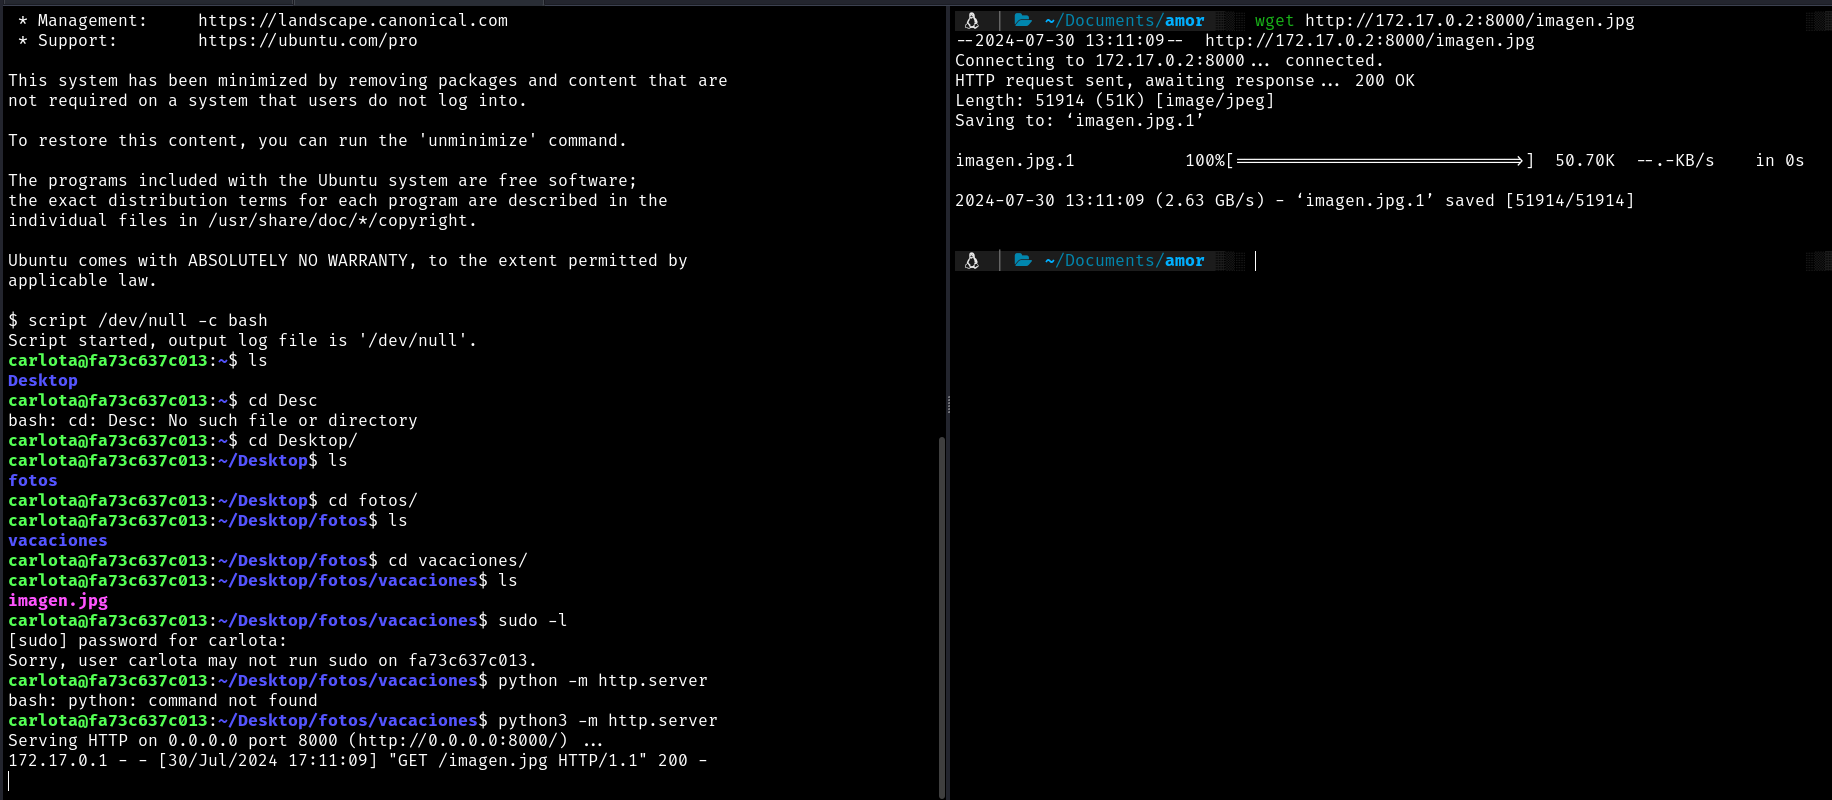 * Management:     https://landscape.canonical.com
 * Support:        https://ubuntu.com/pro

This system has been minimized by removing packages and content that are
not required on a system that users do not log into.

To restore this content, you can run the 'unminimize' command.

The programs included with the Ubuntu system are free software;
the exact distribution terms for each program are described in the
individual files in /usr/share/doc/*/copyright.

Ubuntu comes with ABSOLUTELY NO WARRANTY, to the extent permitted by
applicable law.

$ script /dev/null -c bash
Script started, output log file is '/dev/null'.
carlota@fa73c637c013:~$ ls
Desktop
carlota@fa73c637c013:~$ cd Desc
bash: cd: Desc: No such file or directory
carlota@fa73c637c013:~$ cd Desktop/
carlota@fa73c637c013:~/Desktop$ ls
fotos
carlota@fa73c637c013:~/Desktop$ cd fotos/
carlota@fa73c637c013:~/Desktop/fotos$ ls
vacaciones
carlota@fa73c637c013:~/Desktop/fotos$ cd vacaciones/
carlota@fa73c637c013:~/Desktop/fotos/vacaciones$ ls
imagen.jpg
carlota@fa73c637c013:~/Desktop/fotos/vacaciones$ sudo -l
[sudo] password for carlota:
Sorry, user carlota may not run sudo on fa73c637c013.
carlota@fa73c637c013:~/Desktop/fotos/vacaciones$ python -m http.server
bash: python: command not found
carlota@fa73c637c013:~/Desktop/fotos/vacaciones$ python3 -m http.server
Serving HTTP on 0.0.0.0 port 8000 (http://0.0.0.0:8000/) ...
172.17.0.1 - - [30/Jul/2024 17:11:09] "GET /imagen.jpg HTTP/1.1" 200 -

~/Documents/amor wget http://172.17.0.2:8000/imagen.jpg
--2024-07-30 13:11:09--  http://172.17.0.2:8000/imagen.jpg
Connecting to 172.17.0.2:8000... connected.
HTTP request sent, awaiting response... 200 OK
Length: 51914 (51K) [image/jpeg]
Saving to: ‘imagen.jpg.1’

imagen.jpg.1           100%[============================>]  50.70K  --.-KB/s    in 0s

2024-07-30 13:11:09 (2.63 GB/s) - ‘imagen.jpg.1’ saved [51914/51914]

~/Documents/amor